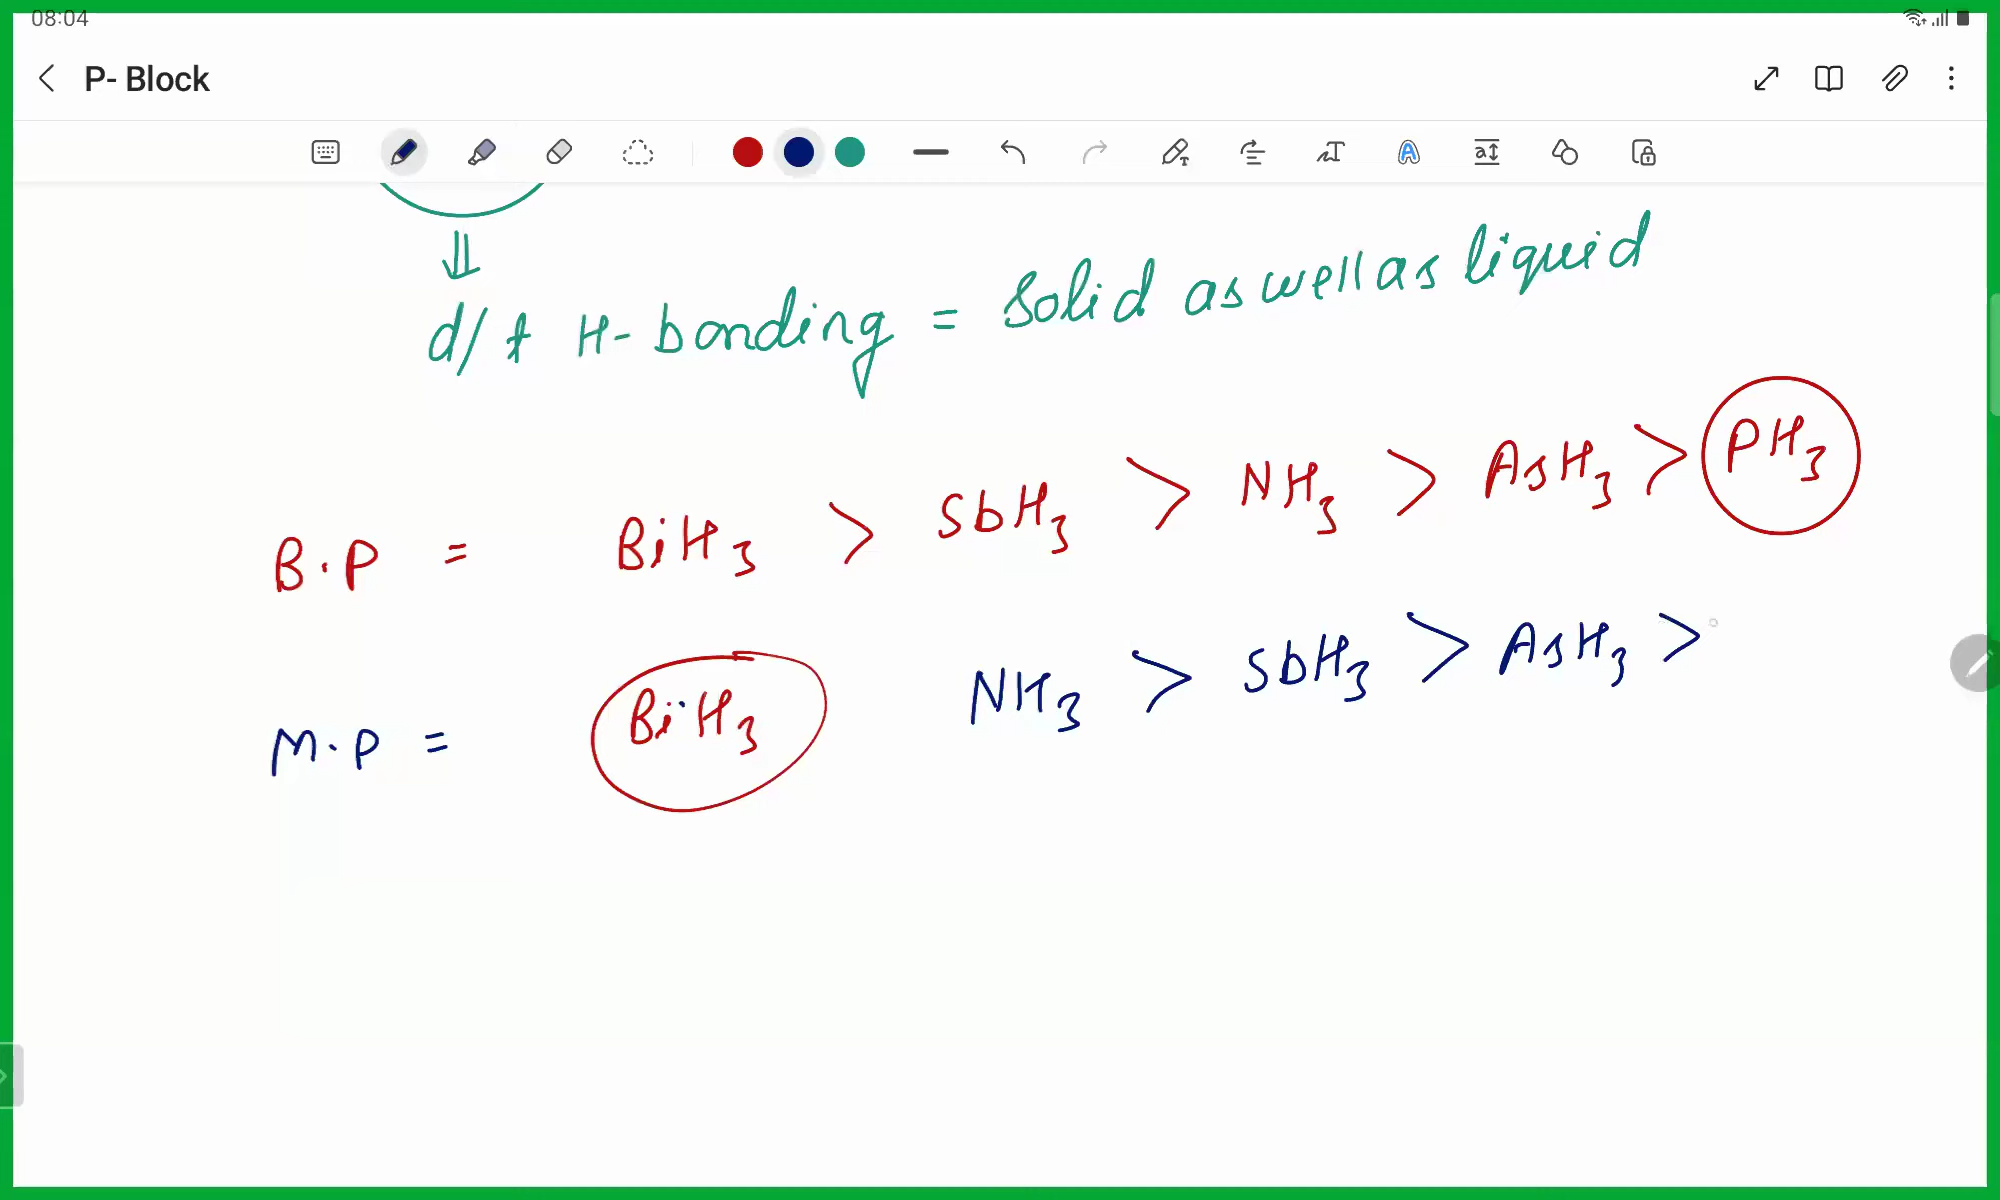 08:04
P- Block
d/t H-bonding = Solid as well as liquid
B.P = BiH3 > SbH3 > NH3 > AsH3 > PH3
M.P = BiH3 NH3 > SbH3 > AsH3 >